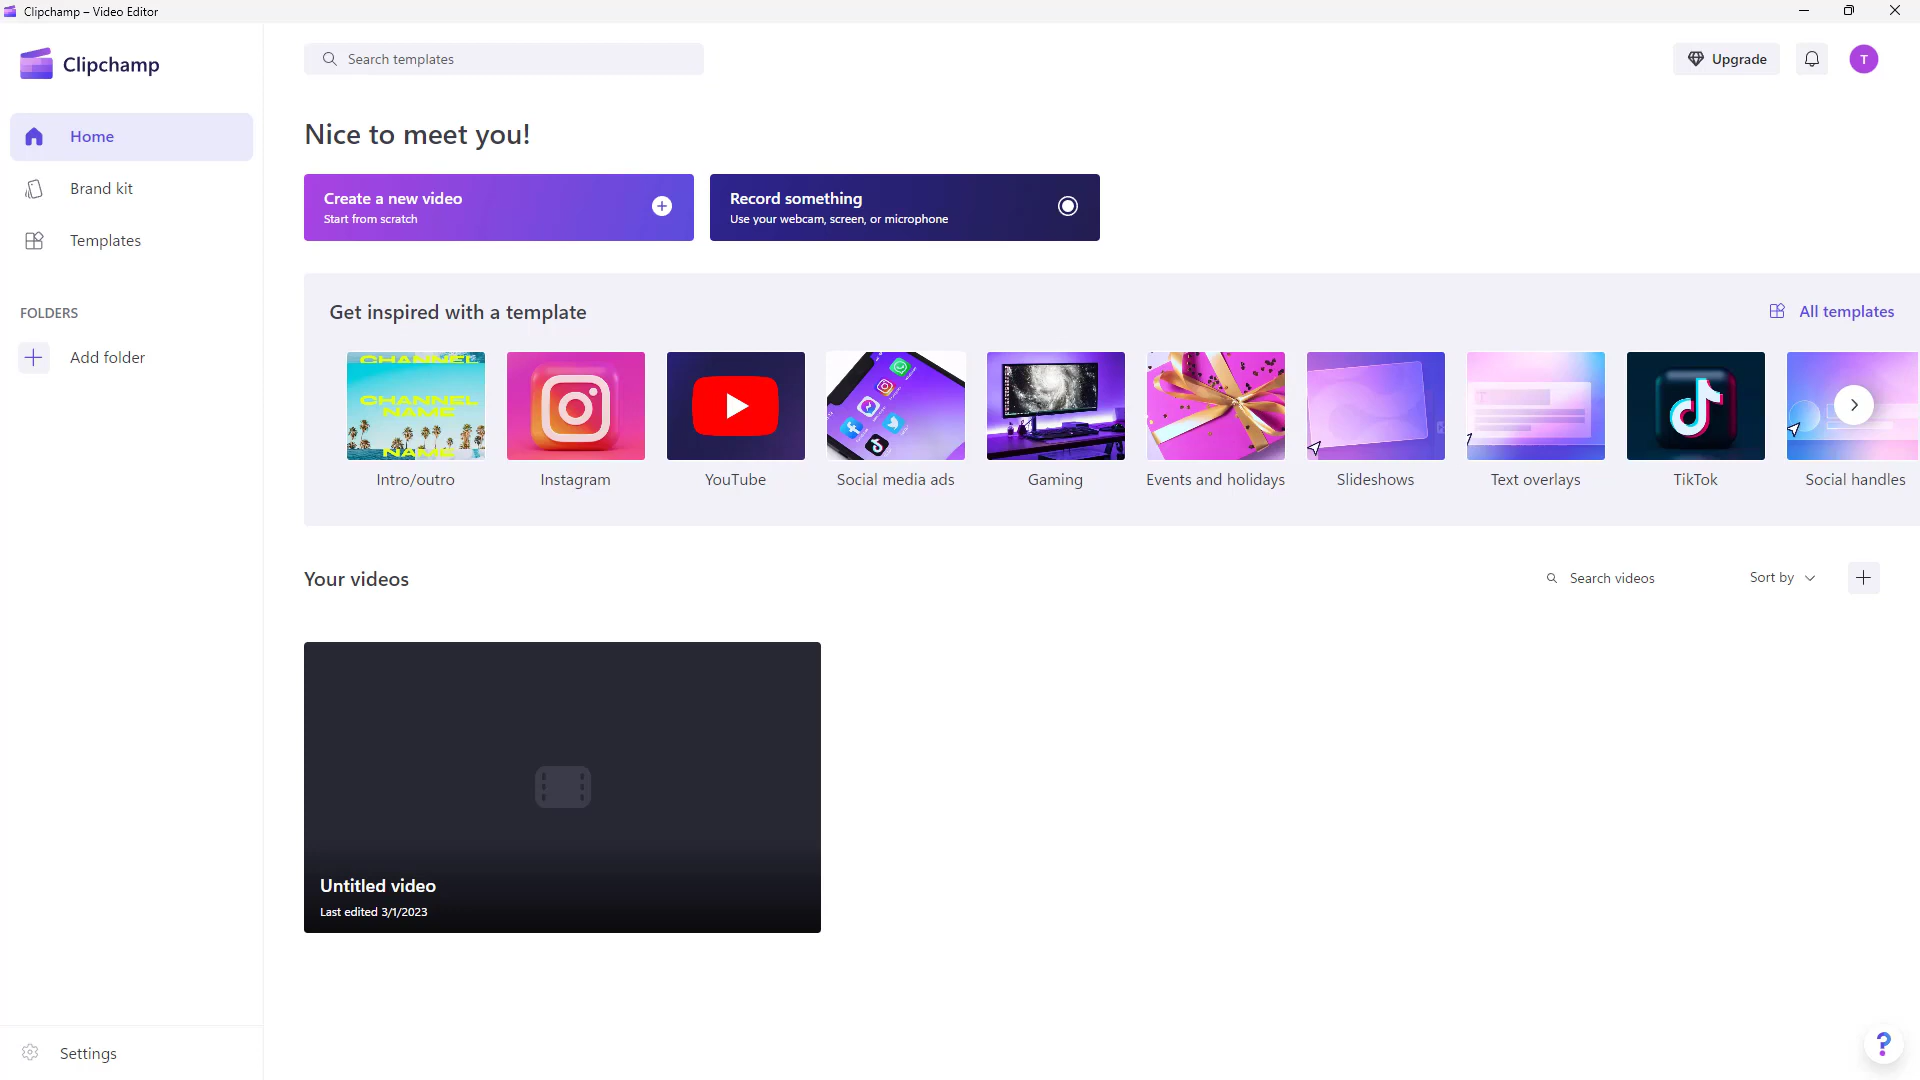 Clipchamp – Video Editor
Clipchamp
Search templates
Upgrade
T
Home
Brand kit
Templates
FOLDERS
Add folder
Settings
Nice to meet you!
Create a new video
Start from scratch
Record something
Use your webcam, screen, or microphone
Get inspired with a template
All templates
CHANNEL
CHANNEL
NAME
NAME
Intro/outro
Instagram
YouTube
Social media ads
Gaming
Events and holidays
Slideshows
Text overlays
TikTok
Social handles
Your videos
Search videos
Sort by
Untitled video
Last edited 3/1/2023
?